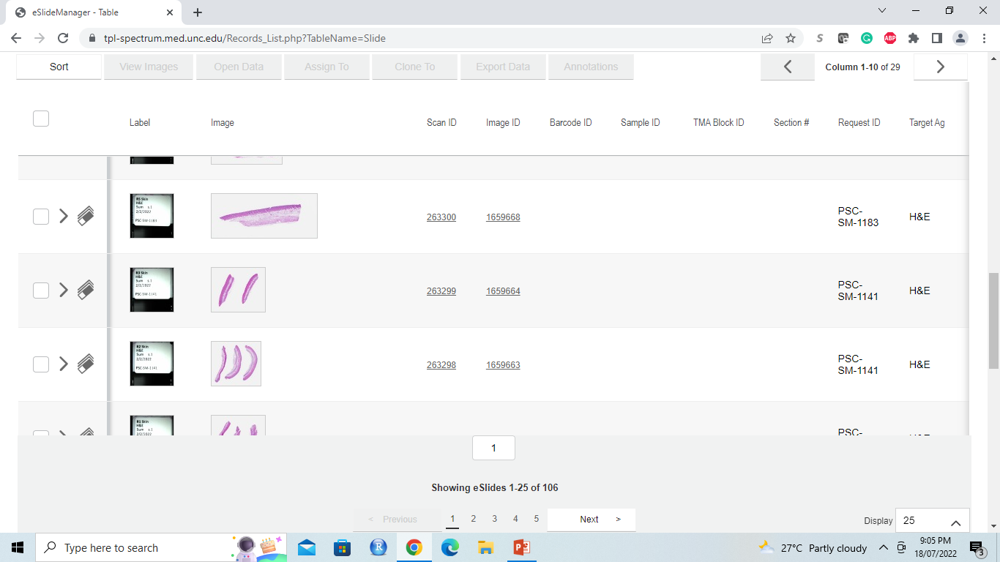 eSlideManager - Table
tpl-spectrum.med.unc.edu/Records_List.php?TableName=Slide
Sort
View Images
Open Data
Assign To
Clone To
Export Data
Annotations
Column 1-10 of 29
Label
Image
Scan ID
Image ID
Barcode ID
Sample ID
TMA Block ID
Section #
Request ID
Target Ag
R5 Skin
H&E
Sum s.1
2/2/2022
PSC-SM-1183
263300
1659668
PSC-
SM-1183
H&E
R3 Skin
H&E
Sum s.1
2/2/2022
PSC-SM-1141
263299
1659664
PSC-
SM-1141
H&E
R2 Skin
H&E
Sum s.1
2/2/2022
PSC-SM-1141
263298
1659663
PSC-
SM-1141
H&E
R1 Skin
H&E
Sum s.1
2/2/2022
PSC-
1
Showing eSlides 1-25 of 106
< Previous
1 2 3 4 5
Next >
Display 25
Type here to search
27°C Partly cloudy
9:05 PM
18/07/2022
3